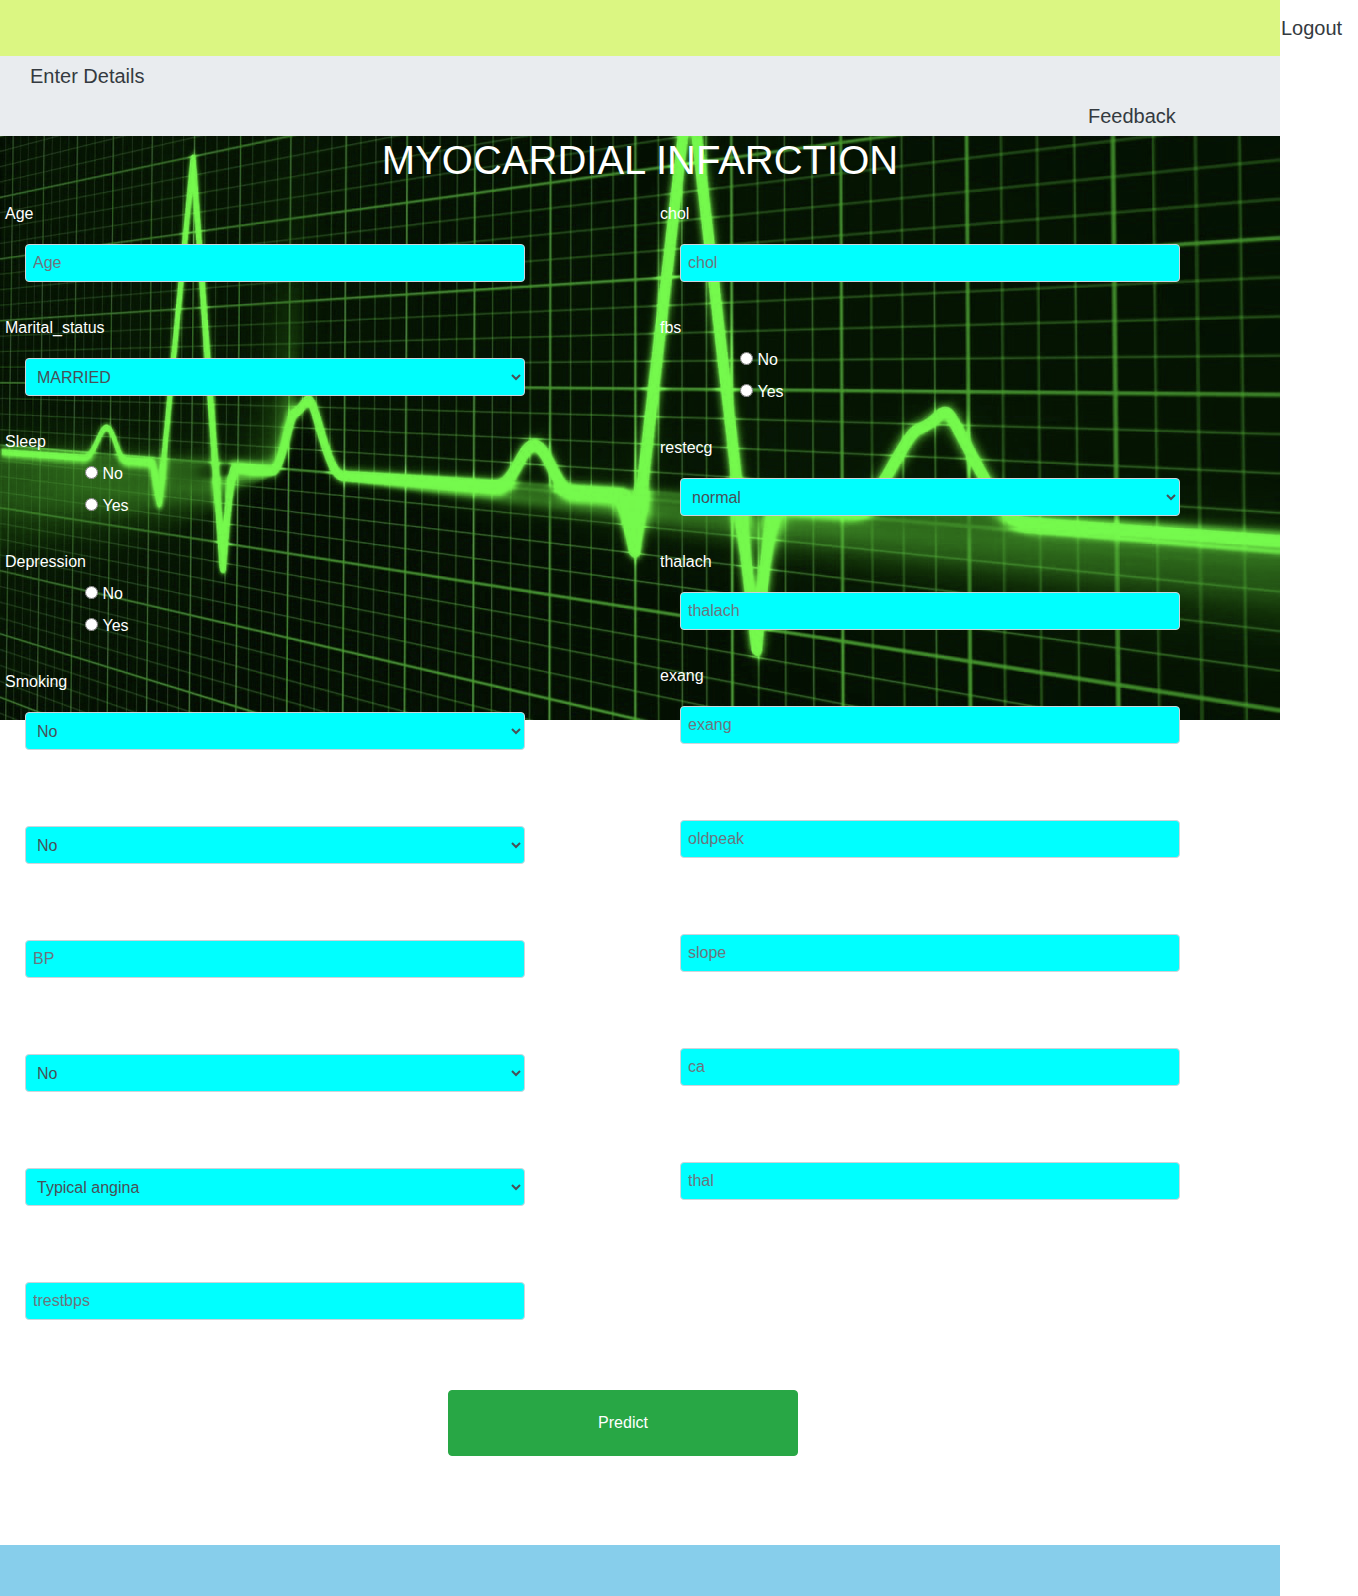 Logout
Enter Details
Feedback
MYOCARDIAL INFARCTION
Age
Age
Marital_status
MARRIED
Sleep
No
Yes
Depression
No
Yes
Smoking
No
No
BP
No
Typical angina
trestbps
chol
chol
fbs
No
Yes
restecg
normal
thalach
thalach
exang
exang
oldpeak
slope
ca
thal
Predict